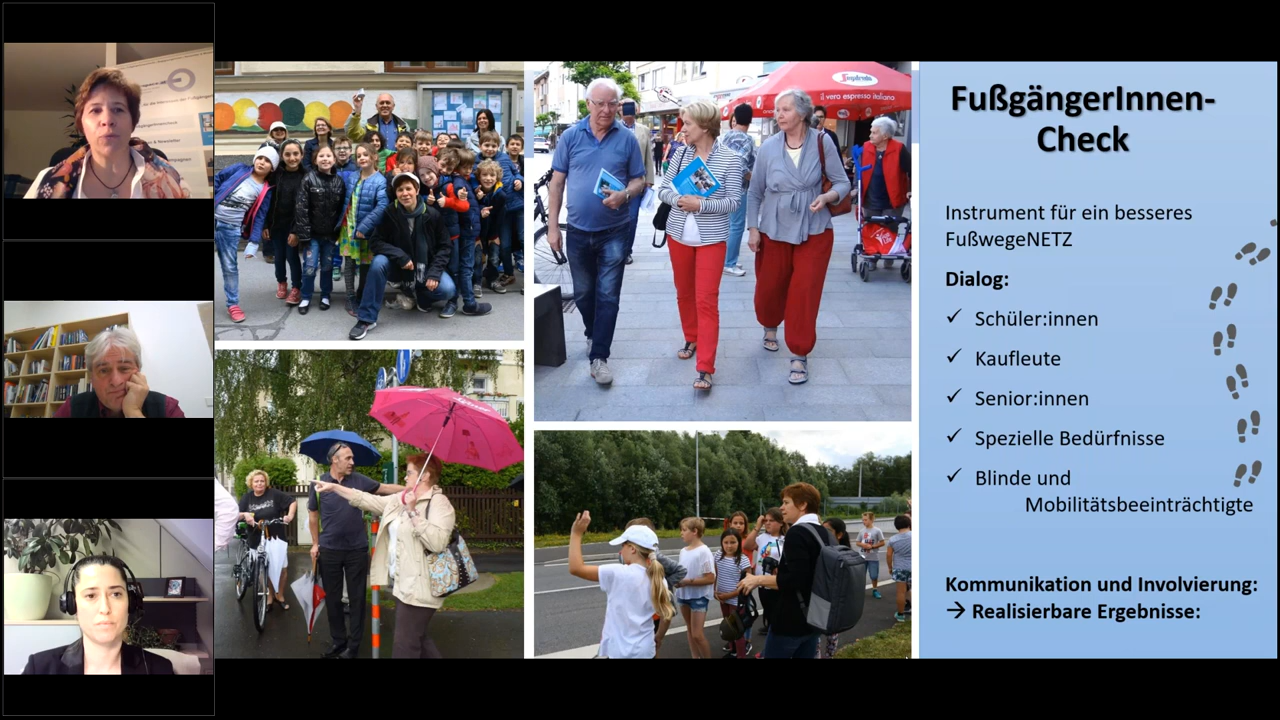 FußgängerInnen-
Check
Instrument für ein besseres
FußwegeNETZ
Dialog:
✓ Schüler:innen
✓ Kaufleute
✓ Senior:innen
✓ Spezielle Bedürfnisse
✓ Blinde und
Mobilitätsbeeinträchtigte
Kommunikation und Involvierung:
→ Realisierbare Ergebnisse:
il vero espresso italiano